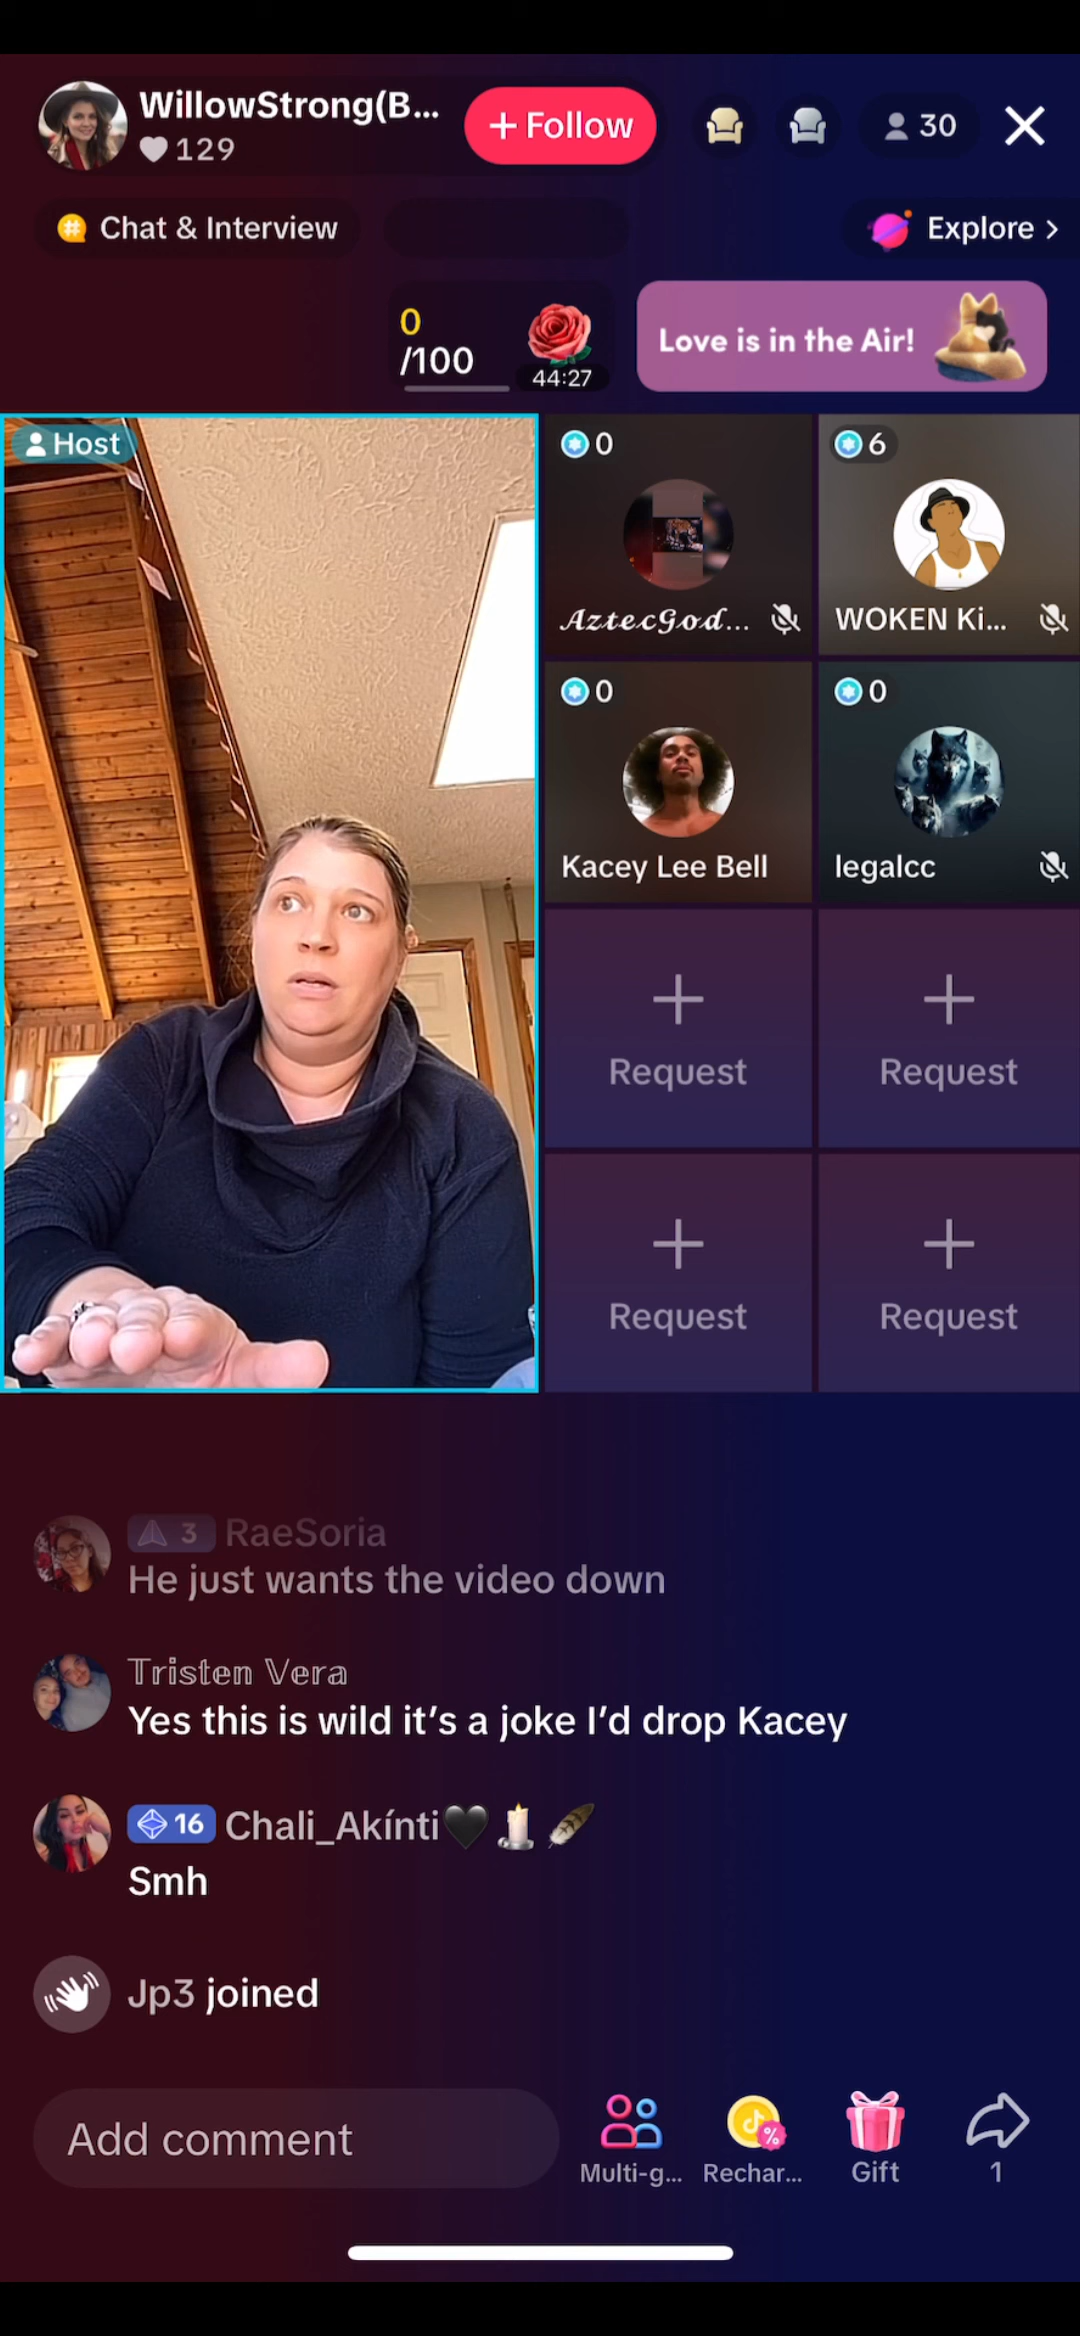 WillowStrong(B...
129
+ Follow
30
Chat & Interview
Explore >
0
/100
44:27
Love is in the Air!
Host
0
6
𝓐𝔃𝓽𝓮𝓬𝓖𝓸𝓭...
WOKEN Ki...
0
0
Kacey Lee Bell
legalcc
Request
Request
Request
Request
3 RaeSoria
He just wants the video down
𝕋𝕣𝕚𝕤𝕥𝕖𝕟 𝕍𝕖𝕣𝕒
Yes this is wild it's a joke I'd drop Kacey
16 Chali_Akínti🖤🕯️🪶
Smh
Jp3 joined
Add comment
Multi-g...
Rechar...
Gift
1